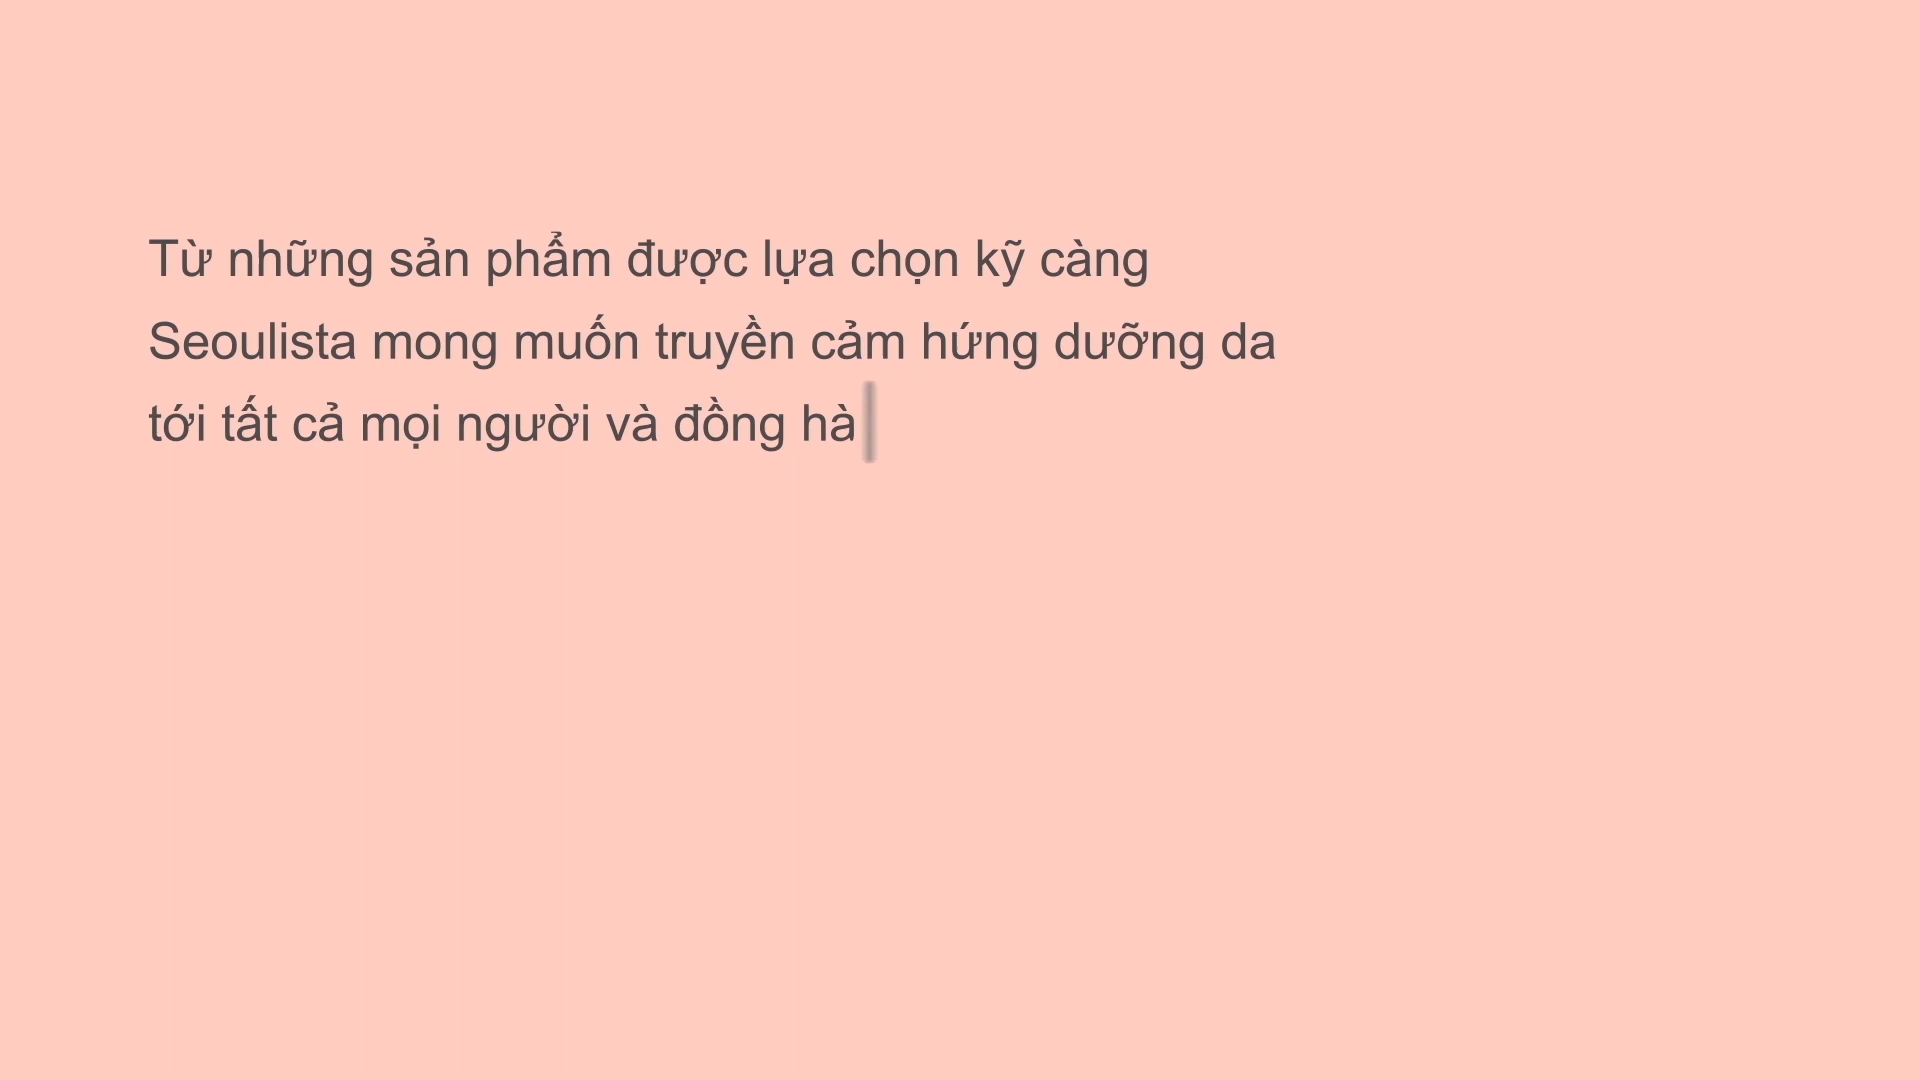 Từ những sản phẩm được lựa chọn kỹ càng
Seoulista mong muốn truyền cảm hứng dưỡng da
tới tất cả mọi người và đồng hà